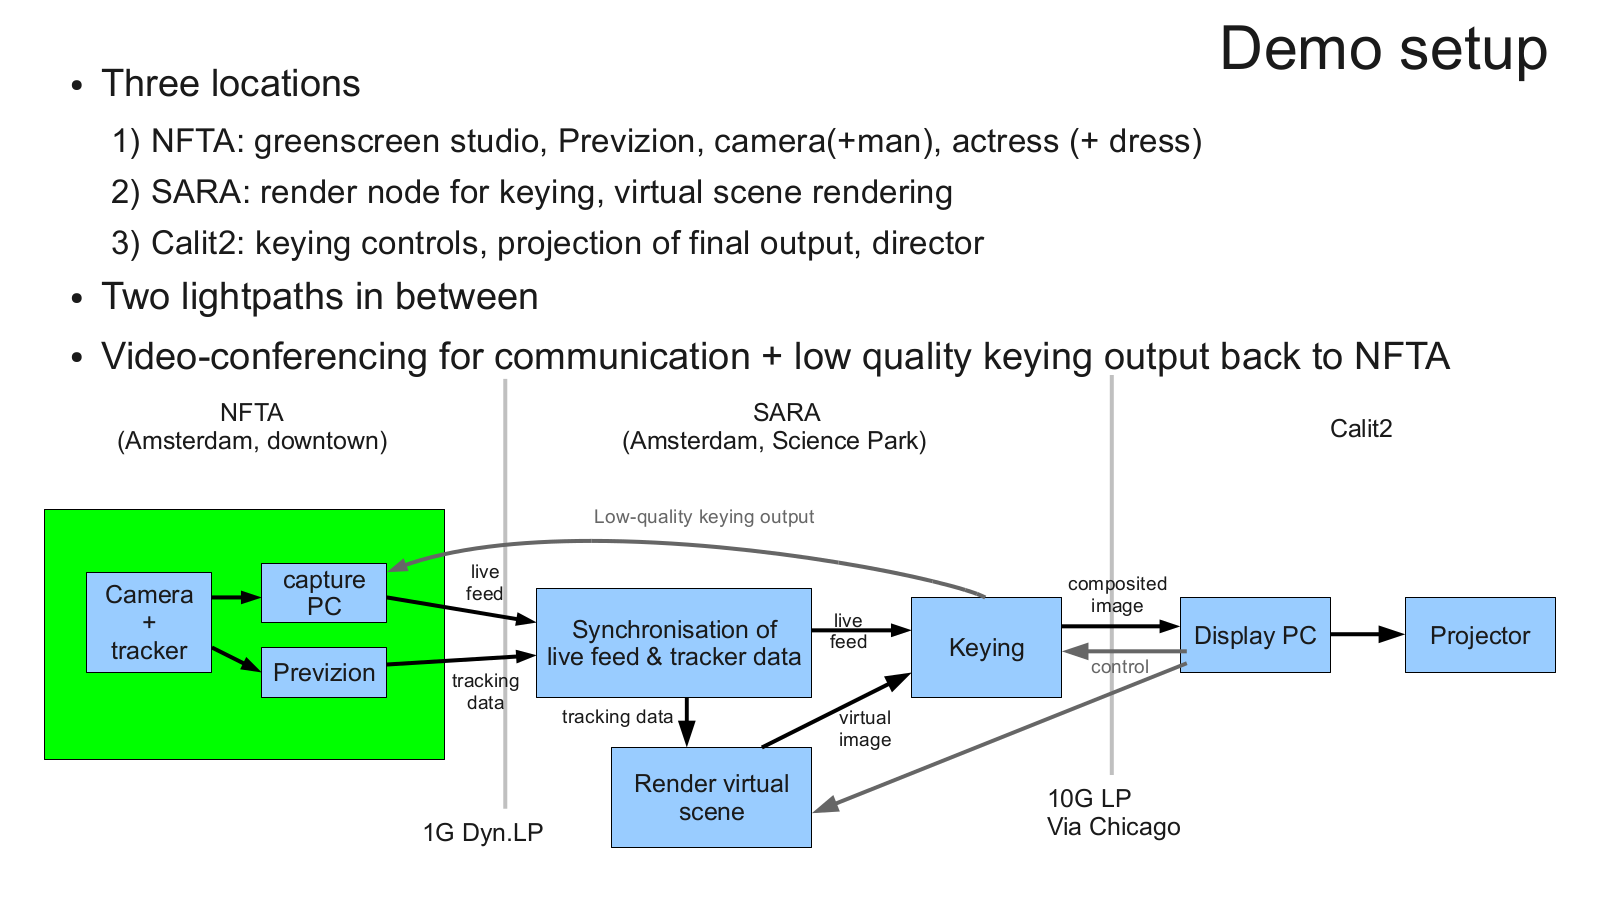 Demo setup
• Three locations
1) NFTA: greenscreen studio, Previzion, camera(+man), actress (+ dress)
2) SARA: render node for keying, virtual scene rendering
3) Calit2: keying controls, projection of final output, director
• Two lightpaths in between
• Video-conferencing for communication + low quality keying output back to NFTA
NFTA
(Amsterdam, downtown)
SARA
(Amsterdam, Science Park)
Calit2
Low-quality keying output
Camera
+
tracker
capture
PC
Previzion
live
feed
tracking
data
Synchronisation of
live feed & tracker data
live
feed
tracking data
virtual
image
Render virtual
scene
Keying
composited
image
control
Display PC
Projector
1G Dyn.LP
10G LP
Via Chicago